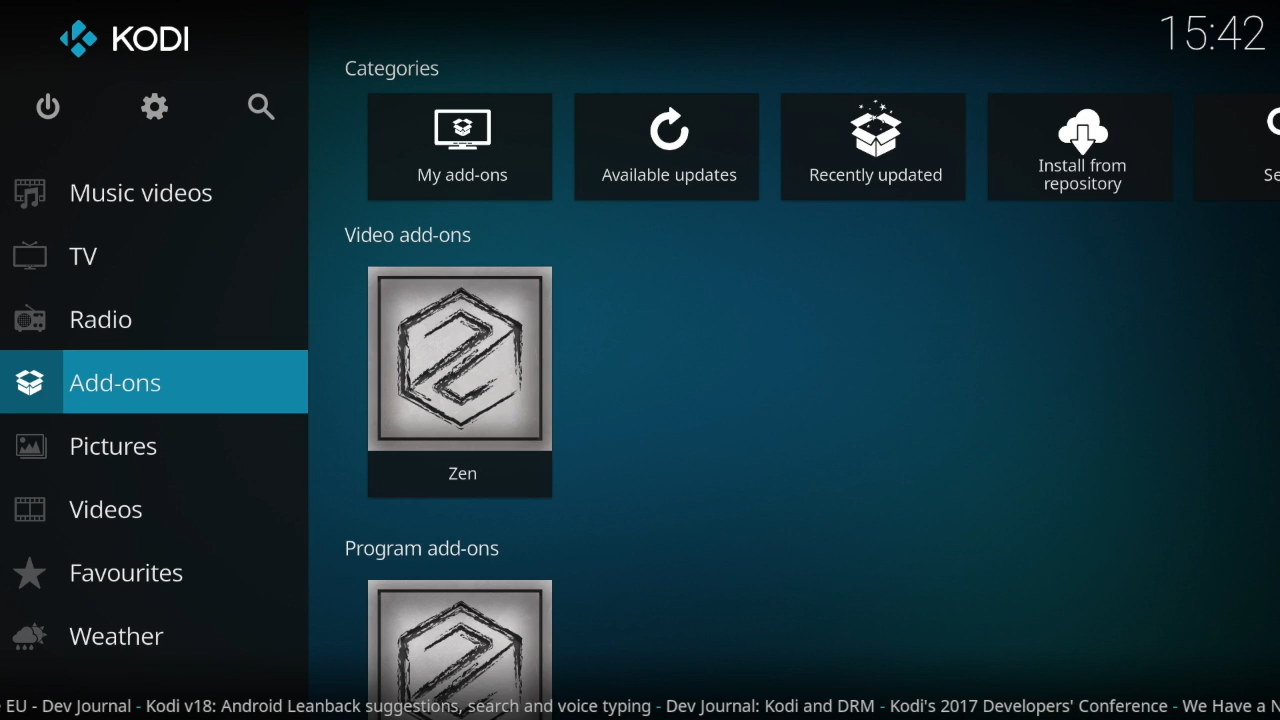 KODI
15:42
Categories
My add-ons
Available updates
Recently updated
Install from
repository
Se
Music videos
TV
Radio
Add-ons
Pictures
Videos
Favourites
Weather
Video add-ons
Zen
Program add-ons
EU - Dev Journal - Kodi v18: Android Leanback suggestions, search and voice typing - Dev Journal: Kodi and DRM - Kodi's 2017 Developers' Conference - We Have a